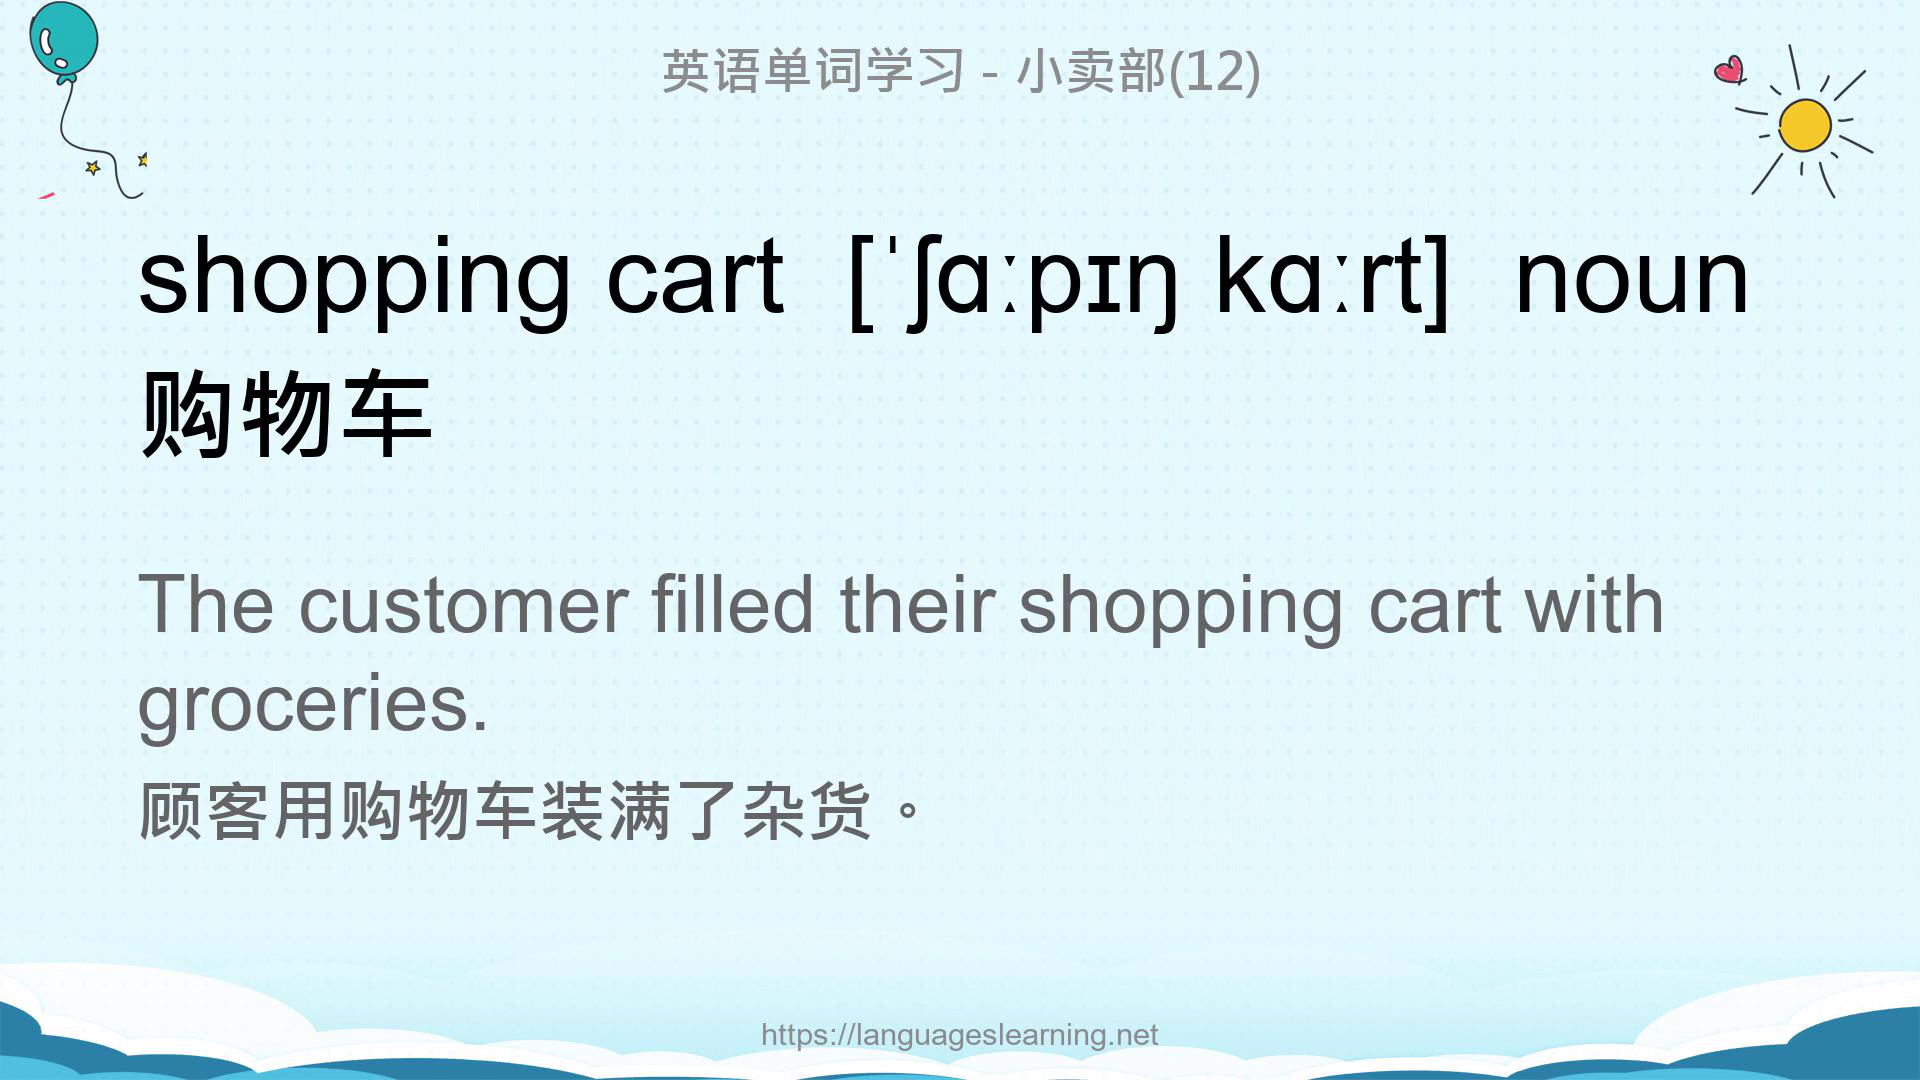 英语单词学习 - 小卖部(12)
shopping cart [ˈʃɑːpɪŋ kɑːrt] noun
购物车
The customer filled their shopping cart with
groceries.
顾客用购物车装满了杂货。
https://languageslearning.net